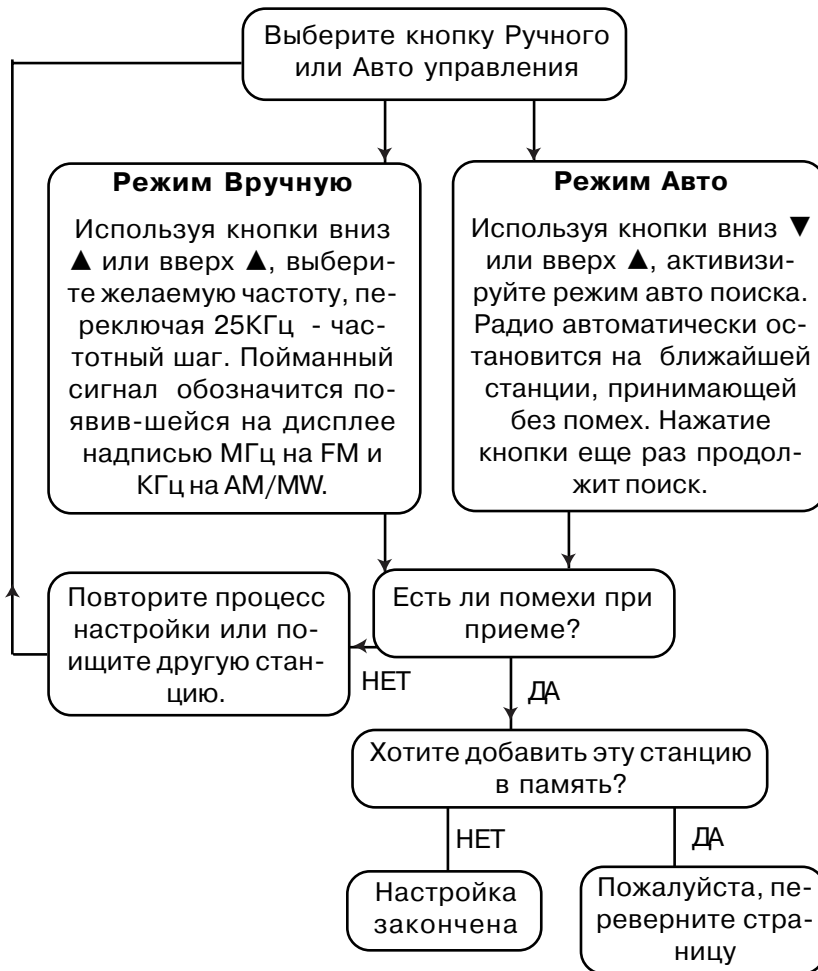 Выберите кнопку Ручного
или Авто управления
Режим Вручную
Используя кнопки вниз
▲ или вверх ▲, выбери-
те желаемую частоту, пе-
реключая 25КГц - час-
тотный шаг. Пойманный
сигнал обозначится по-
явив-шейся на дисплее
надписью МГц на FM и
КГц на AM/MW.
Режим Авто
Используя кнопки вниз ▼
или вверх ▲, активизи-
руйте режим авто поиска.
Радио автоматически ос-
тановится на ближайшей
станции, принимающей
без помех. Нажатие
кнопки еще раз продол-
жит поиск.
Повторите процесс
настройки или по-
ищите другую стан-
цию.
Есть ли помехи при
приеме?
НЕТ
ДА
Хотите добавить эту станцию
в память?
НЕТ
ДА
Настройка
закончена
Пожалуйста, пе-
реверните стра-
ницу